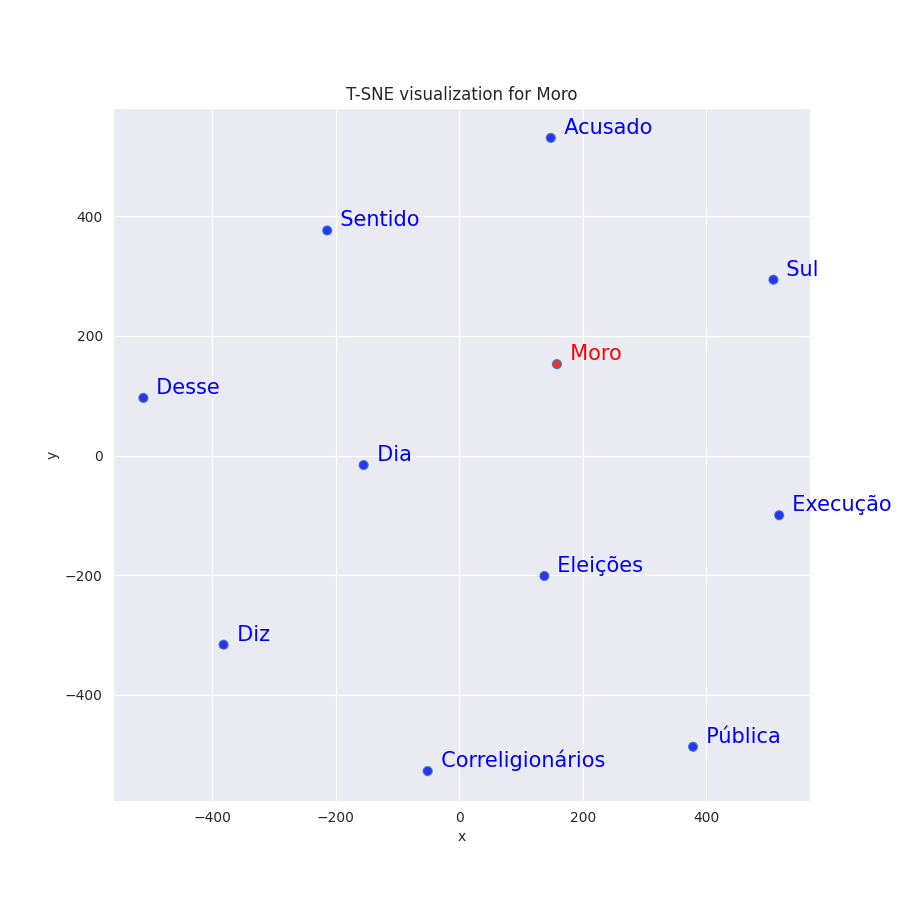 T-SNE visualization for Moro
Acusado
Sentido
400
Sul
200
Moro
Desse
Dia
0
y
Execução
Eleições
−200
Diz
−400
Pública
Correligionários
−400
−200
0
200
400
x